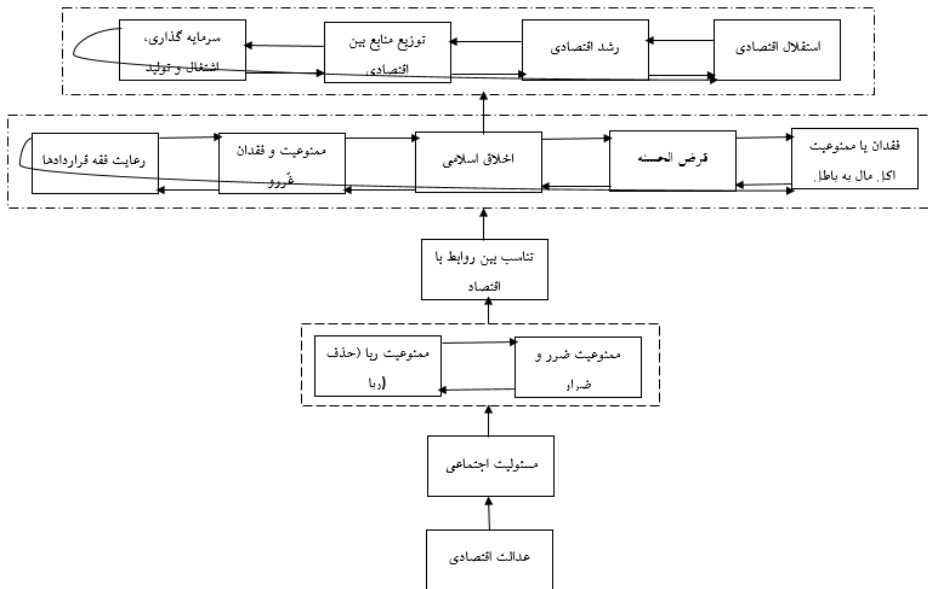 استقلال اقتصادی
رشد اقتصادی
توزیع منابع بین
اقتصادی
سرمایه گذاری،
اشتغال و تولید
فقدان یا ممنوعیت
اکل مال به باطل
قرض الحسنه
اخلاق اسلامی
ممنوعیت و فقدان
غَررو
رعایت فقه قراردادها
تناسب بین روابط با
اقتصاد
ممنوعیت ضرر و
ضرار
ممنوعیت ربا (حذف
ربا)
مسئولیت اجتماعی
عدالت اقتصادی